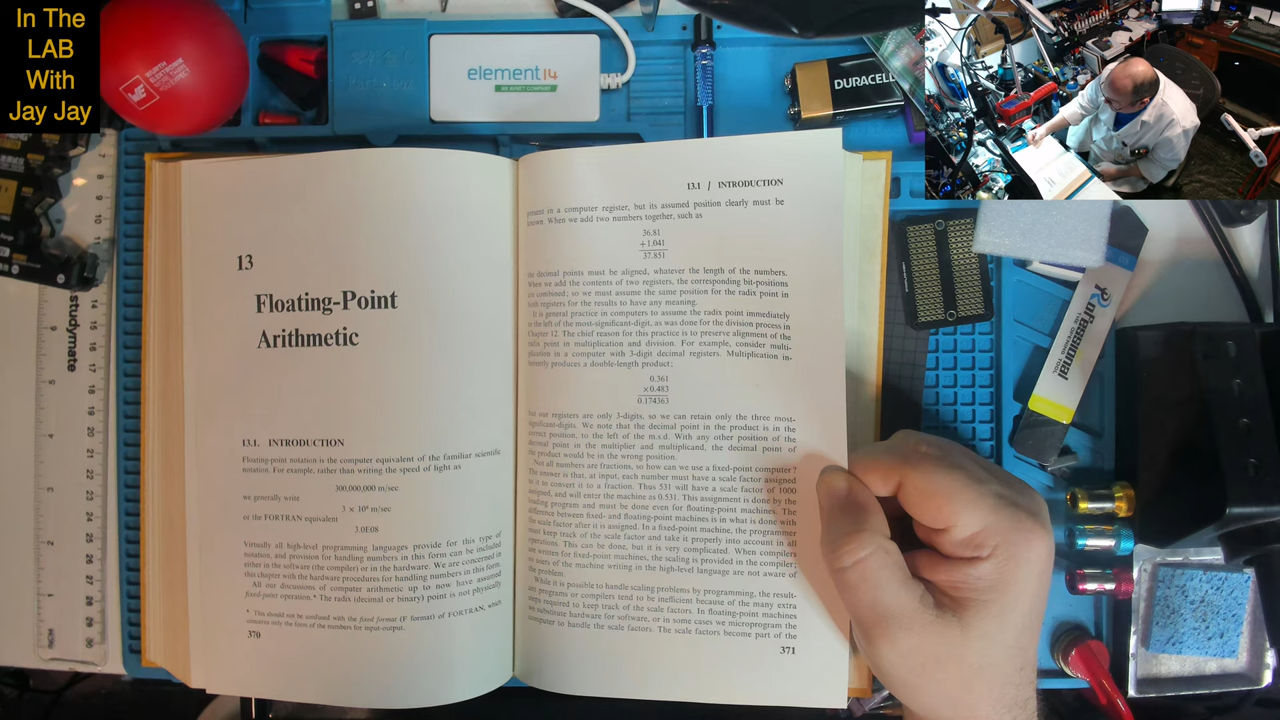 In The
LAB
With
Jay Jay
WÜRTH
ELEKTRONIK
MORE THAN
YOU EXPECT
WE
element14
AN AVNET COMPANY
DURACELL
studymate
Professional
13
Floating-Point
Arithmetic
13.1. INTRODUCTION
Floating-point notation is the computer equivalent of the familiar scientific
notation. For example, rather than writing the speed of light as
300,000,000 m/sec
we generally write
3 × 10⁸ m/sec
or the FORTRAN equivalent
3.0E08
Virtually all high-level programming languages provide for this type of
notation, and provision for handling numbers in this form can be included
either in the software (the compiler) or in the hardware. We are concerned in
this chapter with the hardware procedures for handling numbers in this form.
All our discussions of computer arithmetic up to now have assumed
fixed-point operation.* The radix (decimal or binary) point is not physically
* This should not be confused with the fixed format (F format) of FORTRAN, which
concerns only the form of the numbers for input-output.
370
13.1 / INTRODUCTION
present in a computer register, but its assumed position clearly must be
known. When we add two numbers together, such as
36.81
+1.041
37.851
the decimal points must be aligned, whatever the length of the numbers.
When we add the contents of two registers, the corresponding bit-positions
are combined; so we must assume the same position for the radix point in
both registers for the results to have any meaning.
It is general practice in computers to assume the radix point immediately
to the left of the most-significant-digit, as was done for the division process in
Chapter 12. The chief reason for this practice is to preserve alignment of the
radix point in multiplication and division. For example, consider multi-
plication in a computer with 3-digit decimal registers. Multiplication in-
herently produces a double-length product;
0.361
×0.483
0.174363
but our registers are only 3-digits, so we can retain only the three most-
significant-digits. We note that the decimal point in the product is in the
correct position, to the left of the m.s.d. With any other position of the
decimal point in the multiplier and multiplicand, the decimal point of
the product would be in the wrong position.
Not all numbers are fractions, so how can we use a fixed-point computer?
The answer is that, at input, each number must have a scale factor assigned
to it to convert it to a fraction. Thus 531 will have a scale factor of 1000
assigned, and will enter the machine as 0.531. This assignment is done by the
loading program and must be done even for floating-point machines. The
difference between fixed- and floating-point machines is in what is done with
the scale factor after it is assigned. In a fixed-point machine, the programmer
must keep track of the scale factor and take it properly into account in all
operations. This can be done, but it is very complicated. When compilers
are written for fixed-point machines, the scaling is provided in the compiler;
so users of the machine writing in the high-level language are not aware of
the problem.
While it is possible to handle scaling problems by programming, the result-
ant programs or compilers tend to be inefficient because of the many extra
steps required to keep track of the scale factors. In floating-point machines
we substitute hardware for software, or in some cases we microprogram the
computer to handle the scale factors. The scale factors become part of the
371